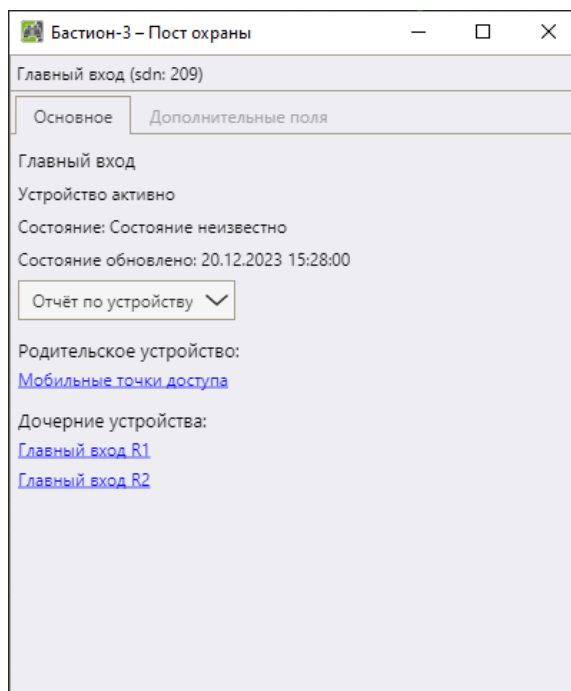 Бастион-3 – Пост охраны
Главный вход (sdn: 209)
Основное Дополнительные поля
Главный вход
Устройство активно
Состояние: Состояние неизвестно
Состояние обновлено: 20.12.2023 15:28:00
Отчёт по устройству
Родительское устройство:
Мобильные точки доступа
Дочерние устройства:
Главный вход R1
Главный вход R2